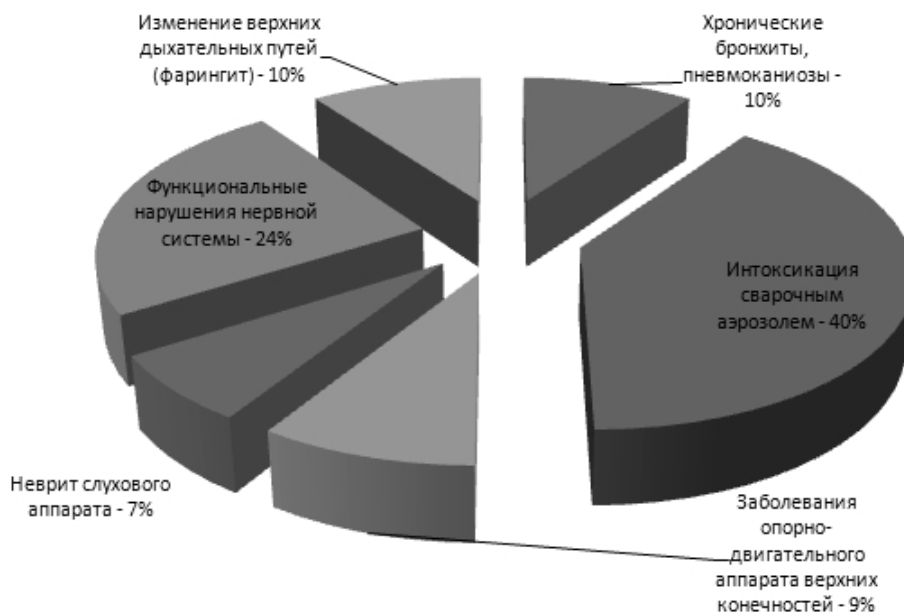 Изменение верхних
дыхательных путей
(фарингит) - 10%
Хронические
бронхиты,
пневмоканиозы -
10%
Функциональные
нарушения нервной
системы - 24%
Интоксикация
сварочным
аэрозолем - 40%
Неврит слухового
аппарата - 7%
Заболевания
опорно-
двигательного
аппарата верхних
конечностей - 9%